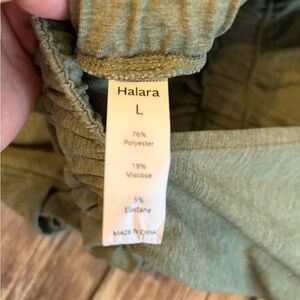 Halara
L
76%
Polyester
19%
Viscose
5%
Elastane
MADE IN CHINA